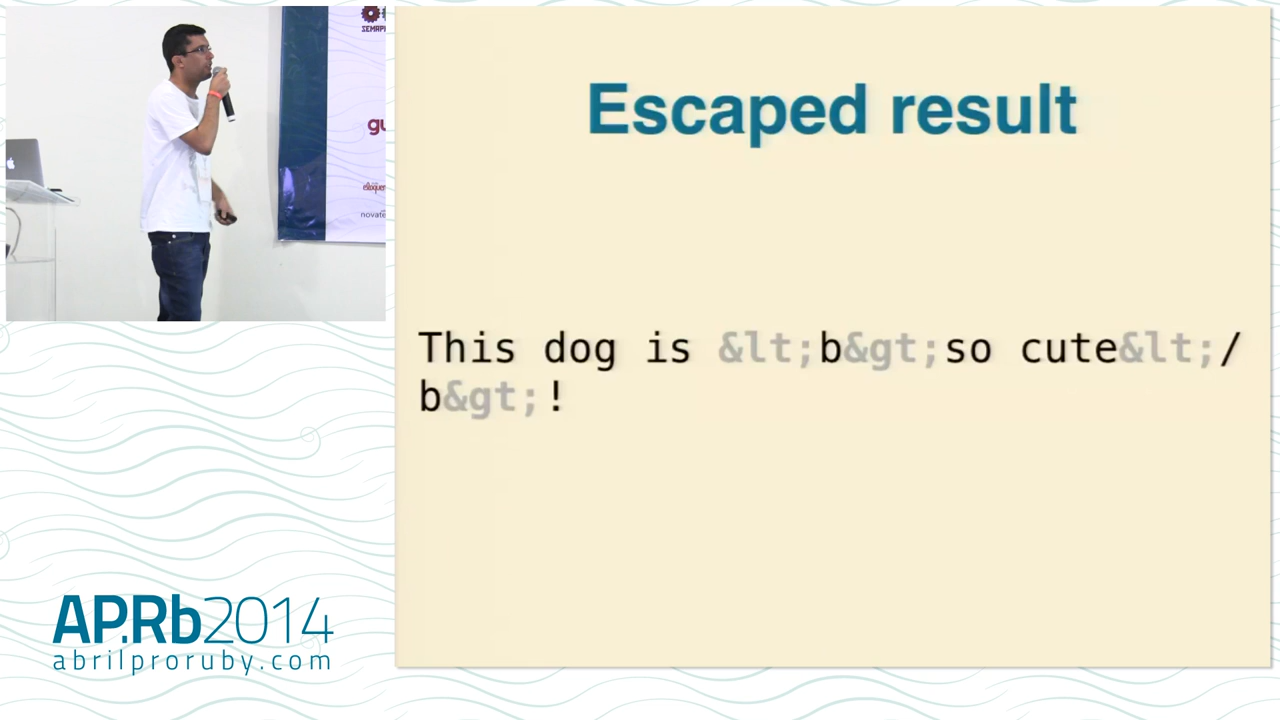 Escaped result
This dog is &lt;b&gt;so cute&lt;/
b&gt;!
AP.Rb2014
abrilproruby.com